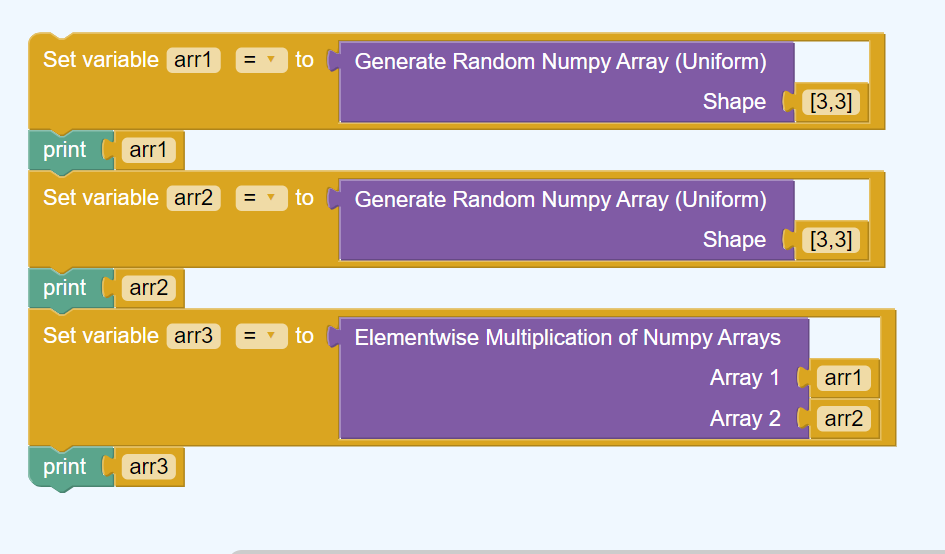 Set variable arr1 = to Generate Random Numpy Array (Uniform)
Shape [3,3]
print arr1
Set variable arr2 = to Generate Random Numpy Array (Uniform)
Shape [3,3]
print arr2
Set variable arr3 = to Elementwise Multiplication of Numpy Arrays
Array 1 arr1
Array 2 arr2
print arr3